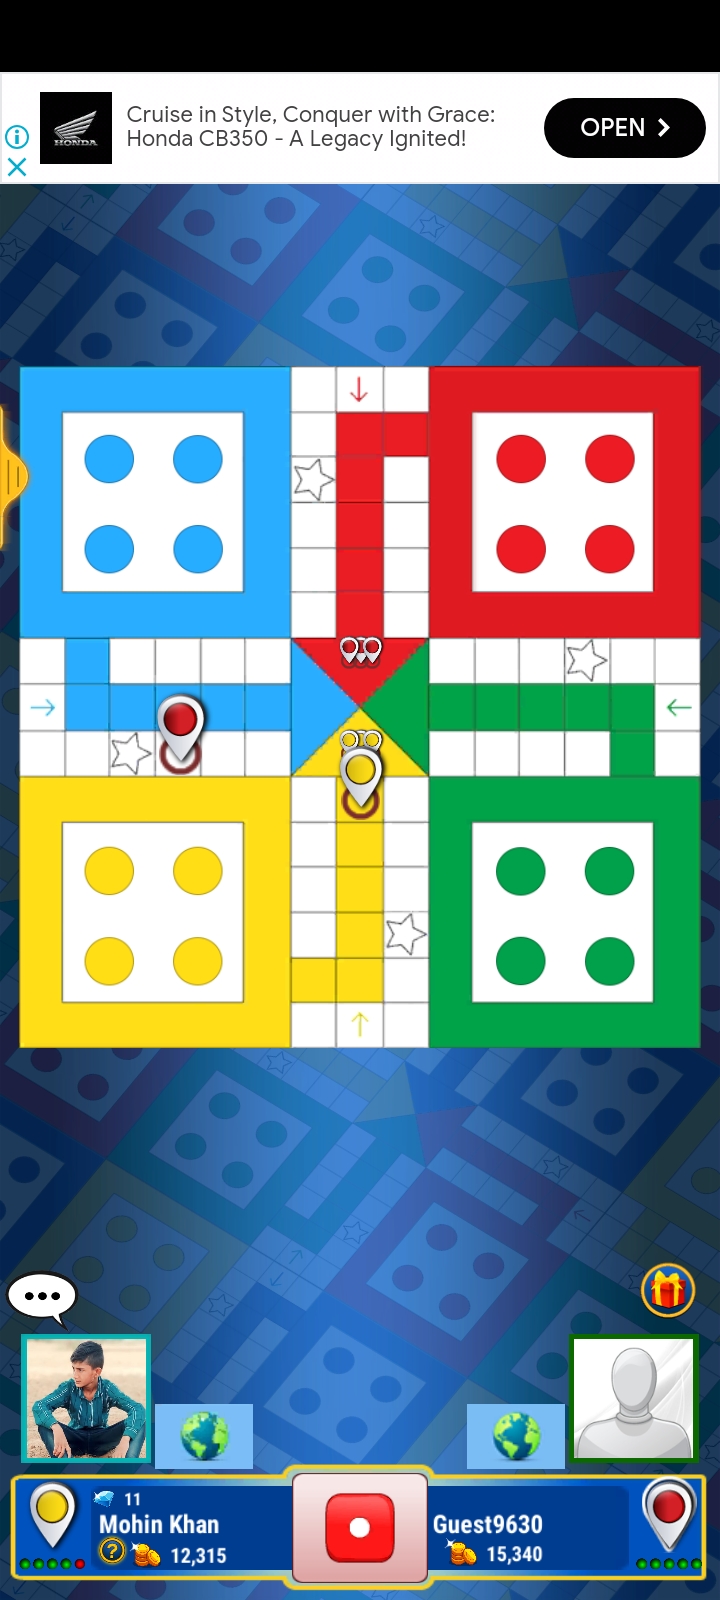 Cruise in Style, Conquer with Grace:
Honda CB350 - A Legacy Ignited!
OPEN
HONDA
11
Mohin Khan
Guest9630
?
12,315
15,340